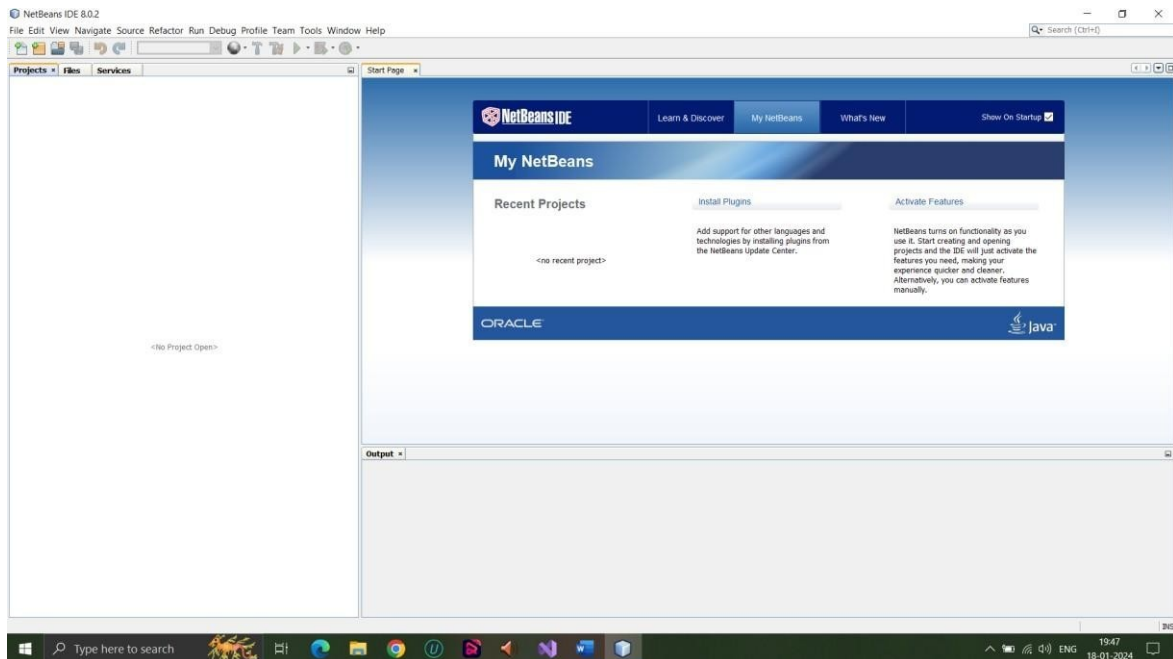 NetBeans IDE 8.0.2
File Edit View Navigate Source Refactor Run Debug Profile Team Tools Window Help
Search (Ctrl+I)
Projects Files Services
Start Page
NetBeans IDE
Learn & Discover
My NetBeans
What's New
Show On Startup
My NetBeans
Recent Projects
<no recent project>
Install Plugins
Add support for other languages and
technologies by installing plugins from
the NetBeans Update Center.
Activate Features
NetBeans turns on functionality as you
use it. Start creating and opening
projects and the IDE will just activate the
features you need, making your
experience quicker and cleaner.
Alternatively, you can activate features
manually.
ORACLE
Java
<No Project Open>
Output
INS
Type here to search
ENG
19:47
18-01-2024